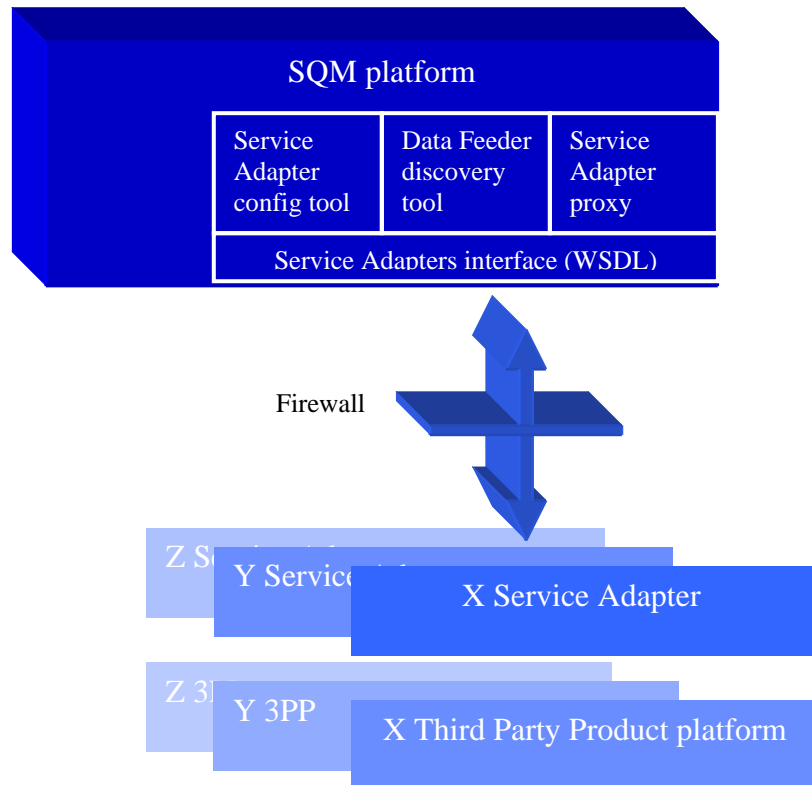 SQM platform
Service
Adapter
config tool
Data Feeder
discovery
tool
Service
Adapter
proxy
Service Adapters interface (WSDL)
Firewall
Z
Y Service
X Service Adapter
Z
Y 3PP
X Third Party Product platform